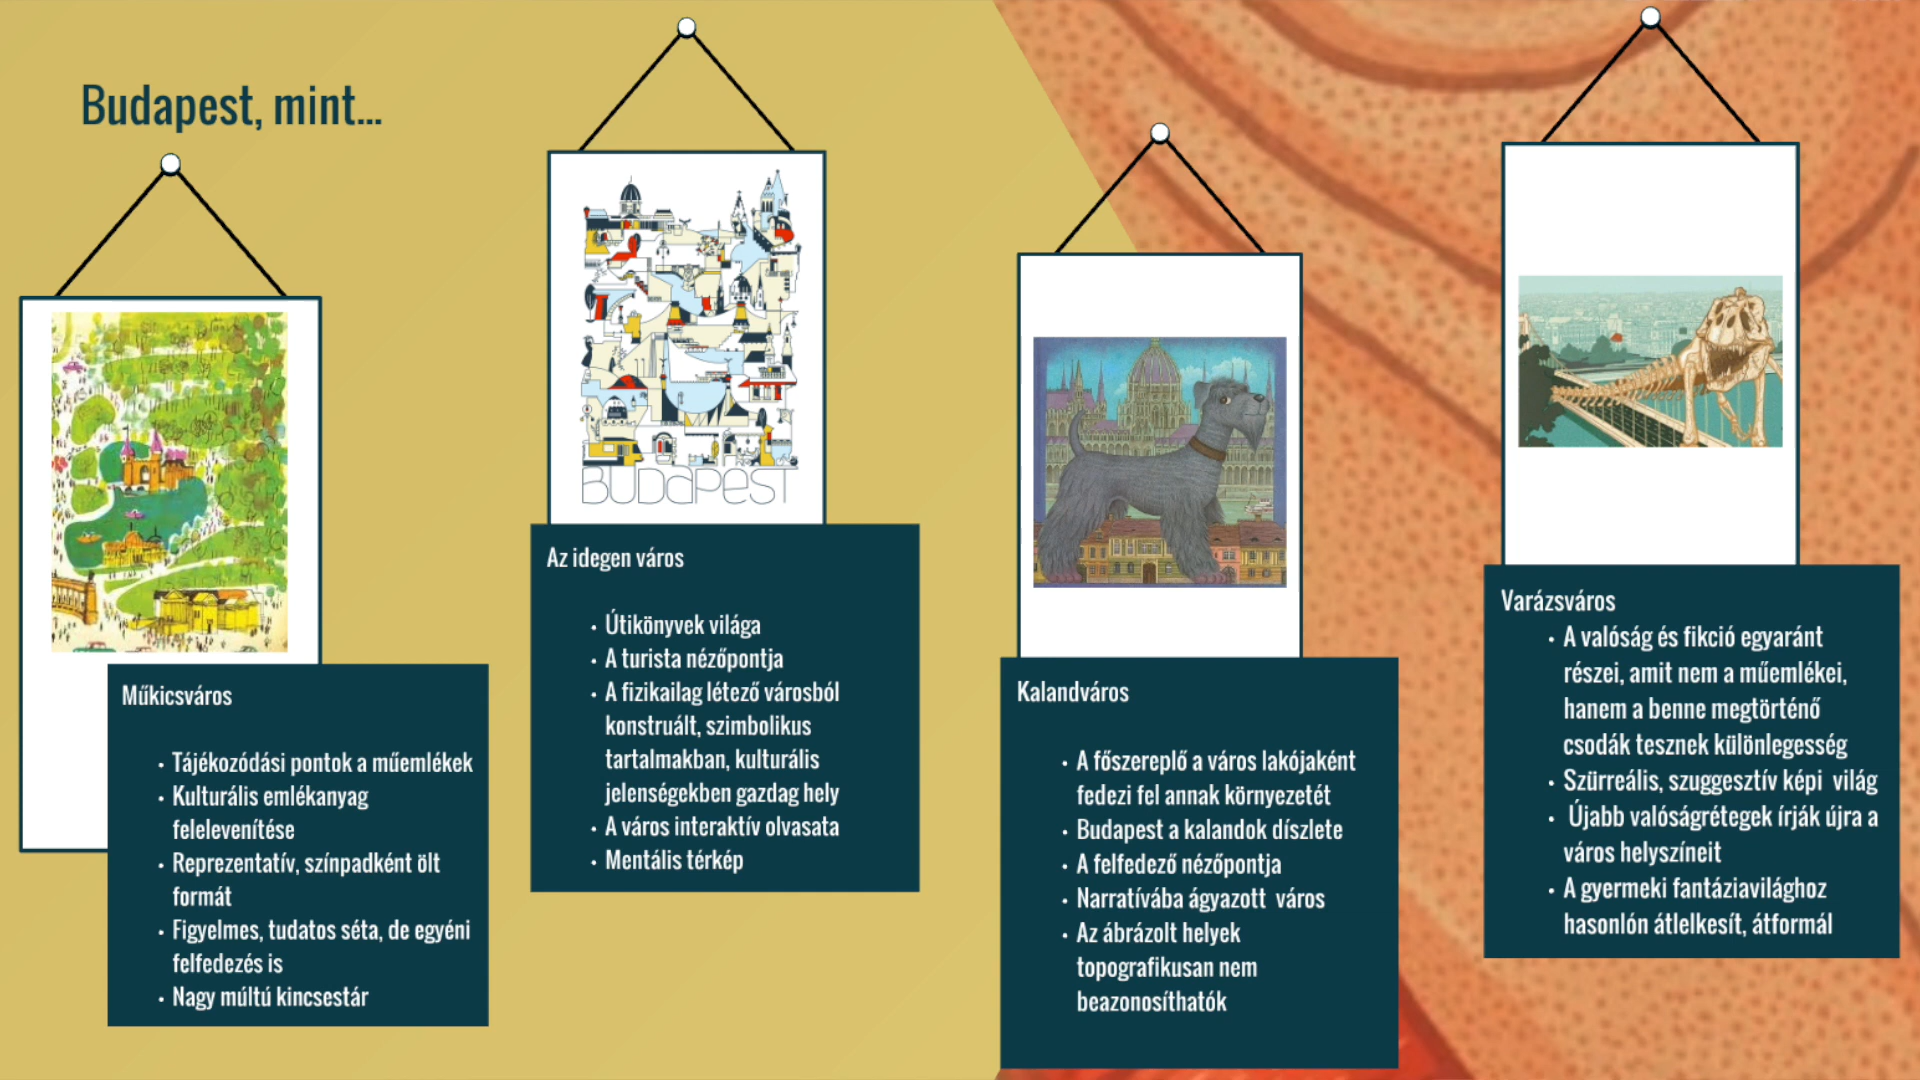 Budapest, mint...
Műkicsváros
• Tájékozódási pontok a műemlékek
• Kulturális emlékanyag
felelevenítése
• Reprezentatív, színpadként ölt
formát
• Figyelmes, tudatos séta, de egyéni
felfedezés is
• Nagy múltú kincsestár
BUDAPEST
Az idegen város
• Útikönyvek világa
• A turista nézőpontja
• A fizikailag létező városból
konstruált, szimbolikus
tartalmakban, kulturális
jelenségekben gazdag hely
• A város interaktív olvasata
• Mentális térkép
Kalandváros
• A főszereplő a város lakójaként
fedezi fel annak környezetét
• Budapest a kalandok díszlete
• A felfedező nézőpontja
• Narratívába ágyazott város
• Az ábrázolt helyek
topografikusan nem
beazonosíthatók
Varázsváros
• A valóság és fikció egyaránt
részei, amit nem a műemlékei,
hanem a benne megtörténő
csodák tesznek különlegesség
• Szürreális, szuggesztív képi világ
• Újabb valóságrétegek írják újra a
város helyszíneit
• A gyermeki fantáziavilághoz
hasonlón átlelkesít, átformál